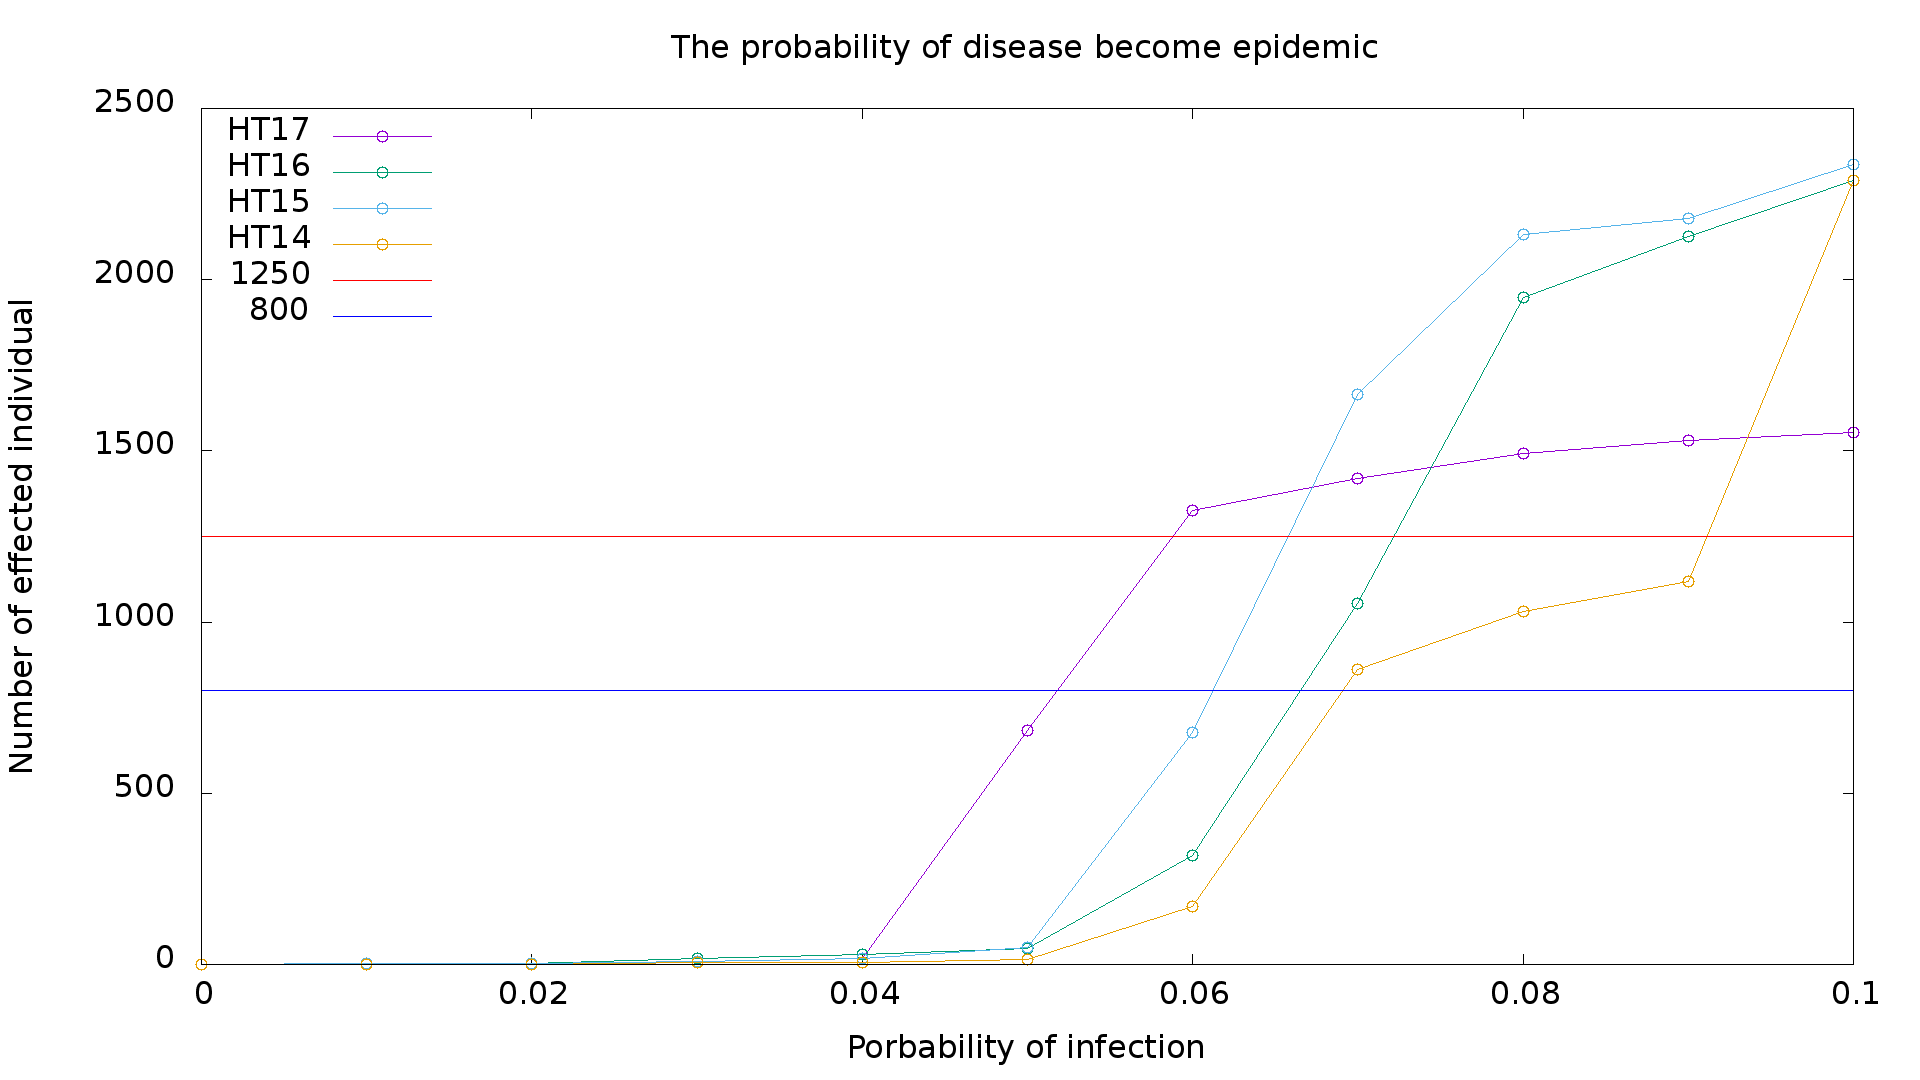 The probability of disease become epidemic
2500
2000
1500
1000
500
0
HT17
HT16
HT15
HT14
1250
800
Number of effected individual
0 0.02 0.04 0.06 0.08 0.1
Porbability of infection